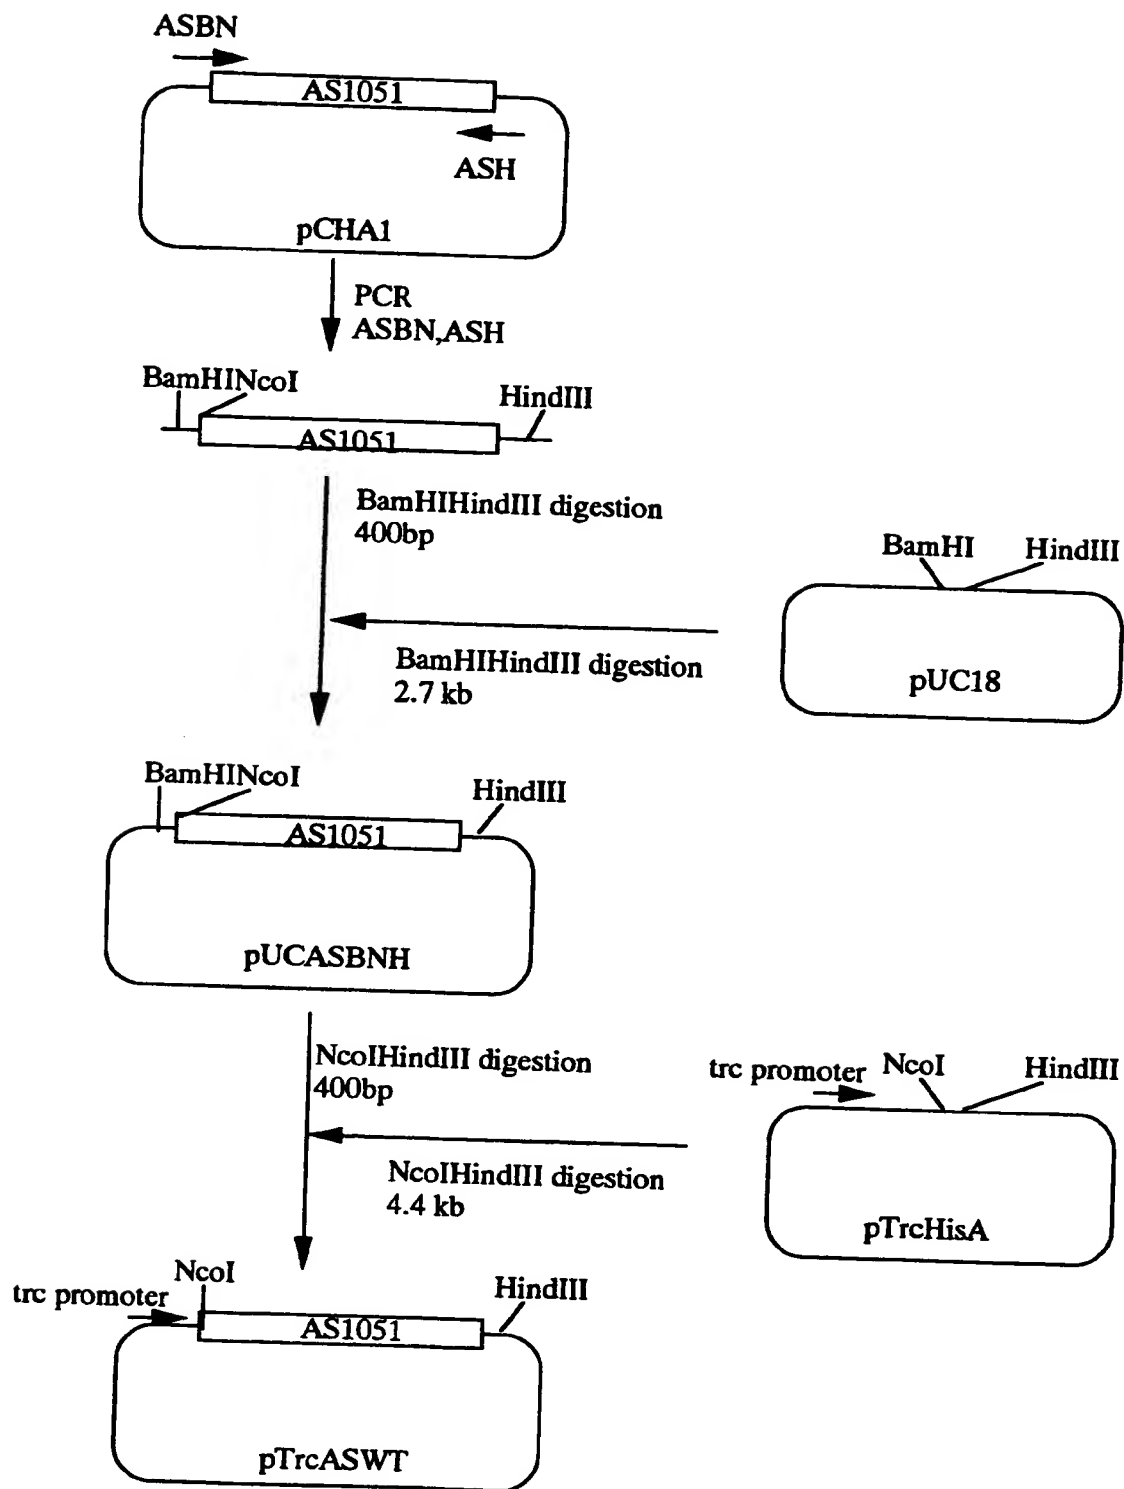 ASBN
AS1051
ASH
pCHA1
PCR
ASBN,ASH
BamHINcoI
HindIII
AS1051
BamHIHindIII digestion
400bp
BamHI
HindIII
BamHIHindIII digestion
2.7 kb
pUC18
BamHINcoI
HindIII
AS1051
pUCASBNH
NcoIHindIII digestion
400bp
trc promoter
NcoI
HindIII
NcoIHindIII digestion
4.4 kb
pTrcHisA
trc promoter
NcoI
HindIII
AS1051
pTrcASWT